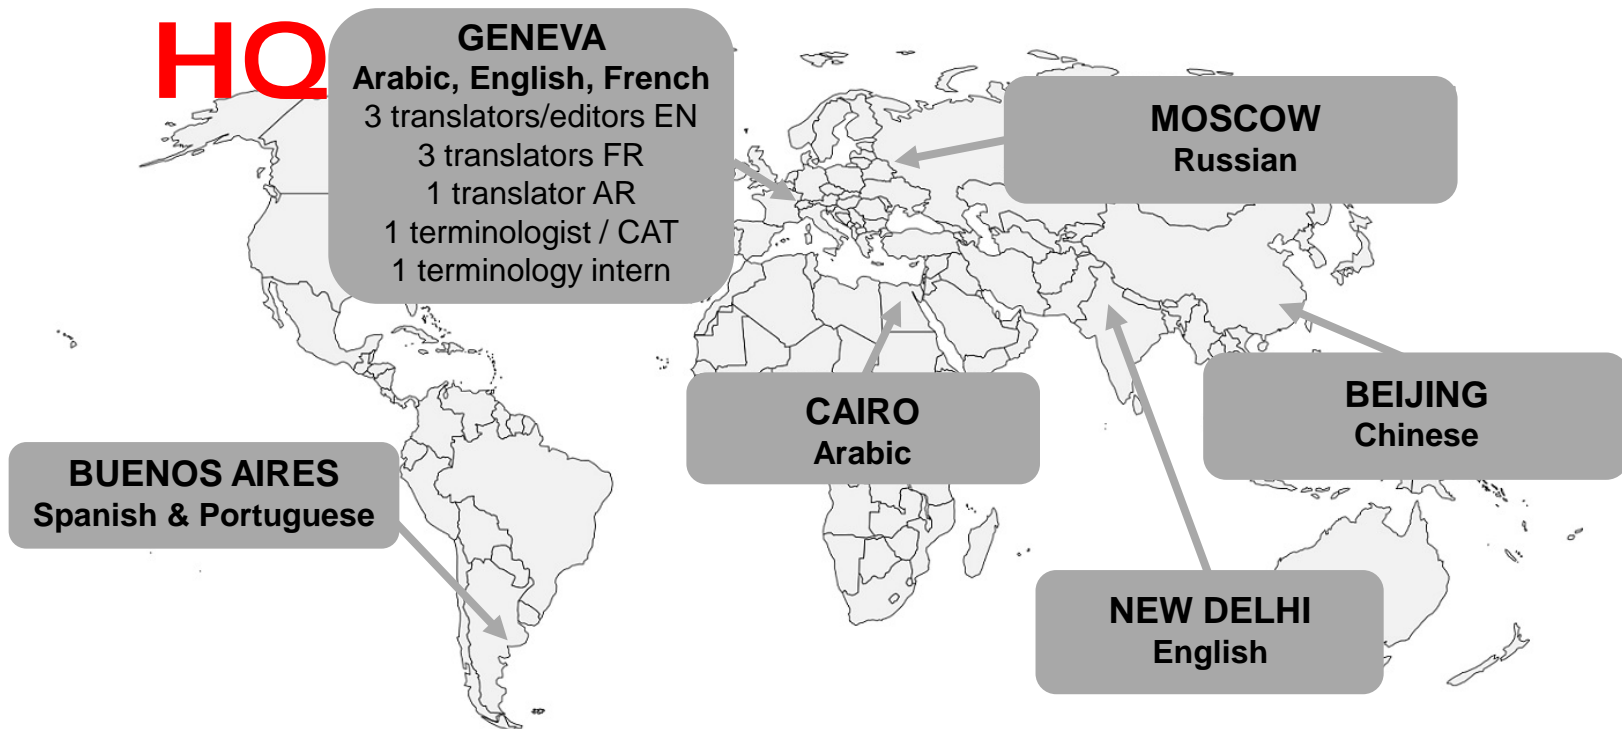 HQ
GENEVA
Arabic, English, French
3 translators/editors EN
3 translators FR
1 translator AR
1 terminologist / CAT
1 terminology intern
MOSCOW
Russian
CAIRO
Arabic
BEIJING
Chinese
BUENOS AIRES
Spanish & Portuguese
NEW DELHI
English